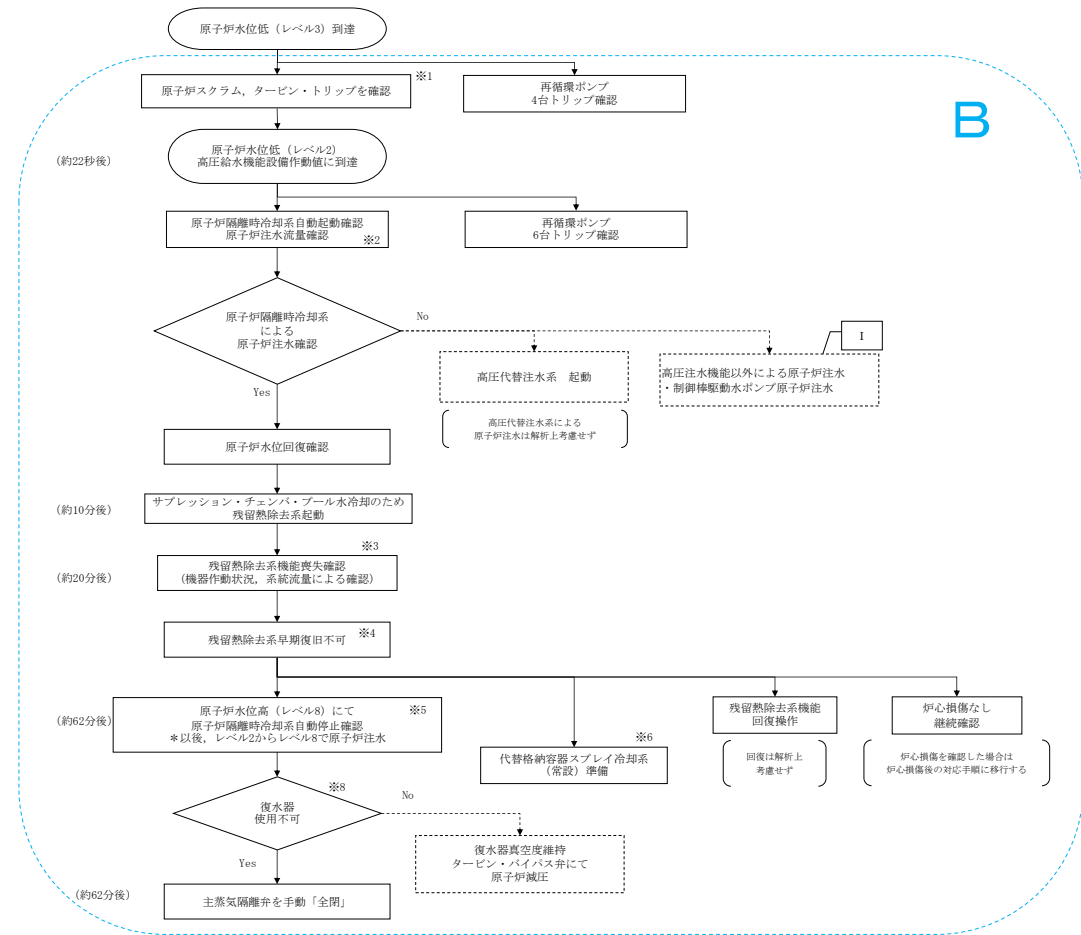 原子炉水位低（レベル3）到達
※1
原子炉スクラム，タービン・トリップを確認
再循環ポンプ
4台トリップ確認
B
(約22秒後)
原子炉水位低（レベル2）
高圧給水機能設備作動値に到達
原子炉隔離時冷却系自動起動確認
原子炉注水流量確認
※2
再循環ポンプ
6台トリップ確認
原子炉隔離時冷却系
による
原子炉注水確認
No
Yes
I
高圧代替注水系　起動
高圧代替注水系による
原子炉注水は解析上考慮せず
高圧注水機能以外による原子炉注水
・制御棒駆動水ポンプ原子炉注水
原子炉水位回復確認
(約10分後)
サプレッション・チェンバ・プール水冷却のため
残留熱除去系起動
※3
(約20分後)
残留熱除去系機能喪失確認
(機器作動状況，系統流量による確認)
※4
残留熱除去系早期復旧不可
(約62分後)
原子炉水位高（レベル8）にて
原子炉隔離時冷却系自動停止確認
＊以後，レベル2からレベル8で原子炉注水
※5
※6
代替格納容器スプレイ冷却系
（常設）準備
残留熱除去系機能
回復操作
回復は解析上
考慮せず
炉心損傷なし
継続確認
炉心損傷を確認した場合は
炉心損傷後の対応手順に移行する
※8
復水器
使用不可
No
Yes
復水器真空度維持
タービン・バイパス弁にて
原子炉減圧
(約62分後)
主蒸気隔離弁を手動「全閉」